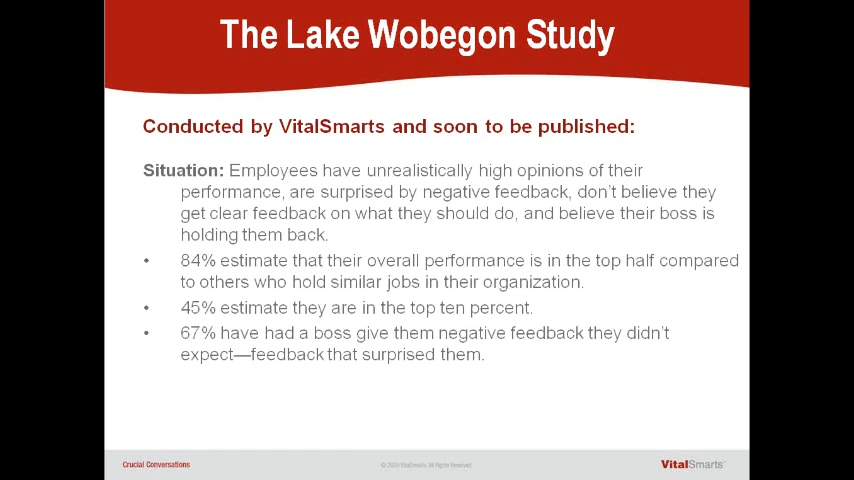 The Lake Wobegon Study
Conducted by VitalSmarts and soon to be published:
Situation: Employees have unrealistically high opinions of their
performance, are surprised by negative feedback, don't believe they
get clear feedback on what they should do, and believe their boss is
holding them back.
• 84% estimate that their overall performance is in the top half compared
to others who hold similar jobs in their organization.
• 45% estimate they are in the top ten percent.
• 67% have had a boss give them negative feedback they didn't
expect—feedback that surprised them.
Crucial Conversations
© VitalSmarts. All Rights Reserved.
VitalSmarts